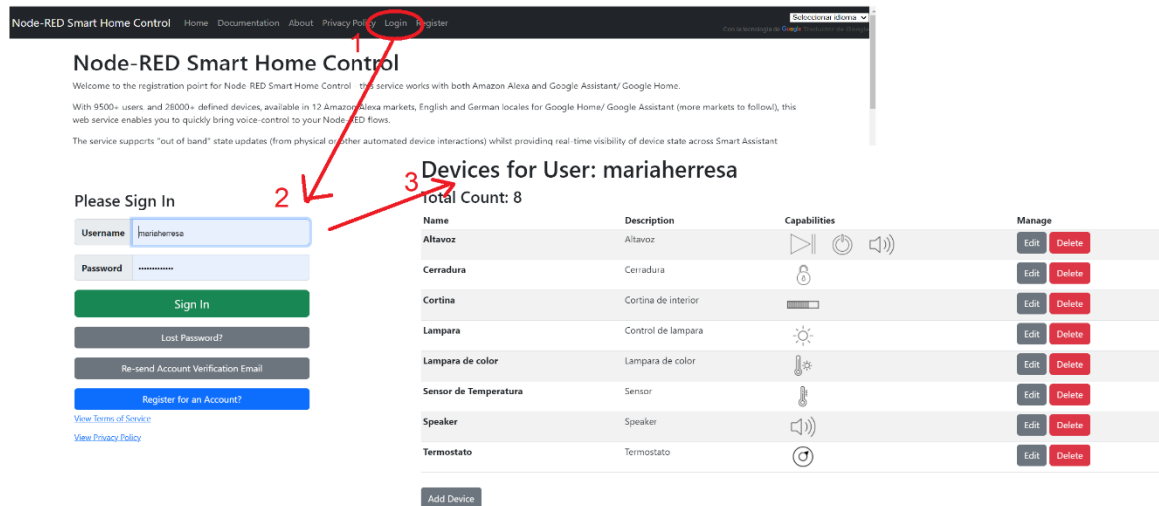 Node-RED Smart Home Control Home Documentation About Privacy Policy Login Register
Seleccionar idioma
Con la tecnología de Google Traductor de Google
1
Node-RED Smart Home Control
Welcome to the registration point for Node-RED Smart Home Control - this service works with both Amazon Alexa and Google Assistant/ Google Home.
With 9500+ users, and 28000+ defined devices, available in 12 Amazon Alexa markets, English and German locales for Google Home/ Google Assistant (more markets to follow!), this
web service enables you to quickly bring voice-control to your Node-RED flows.
The service supports "out of band" state updates (from physical or other automated device interactions) whilst providing real-time visibility of device state across Smart Assistant
2
Please Sign In
Username mariaherresa
Password
Sign In
Lost Password?
Re-send Account Verification Email
Register for an Account?
View Terms of Service
View Privacy Policy
3
Devices for User: mariaherresa
Total Count: 8
Name Description Capabilities Manage
Altavoz Altavoz Edit Delete
Cerradura Cerradura Edit Delete
Cortina Cortina de interior Edit Delete
Lampara Control de lampara Edit Delete
Lampara de color Lampara de color Edit Delete
Sensor de Temperatura Sensor Edit Delete
Speaker Speaker Edit Delete
Termostato Termostato Edit Delete
Add Device